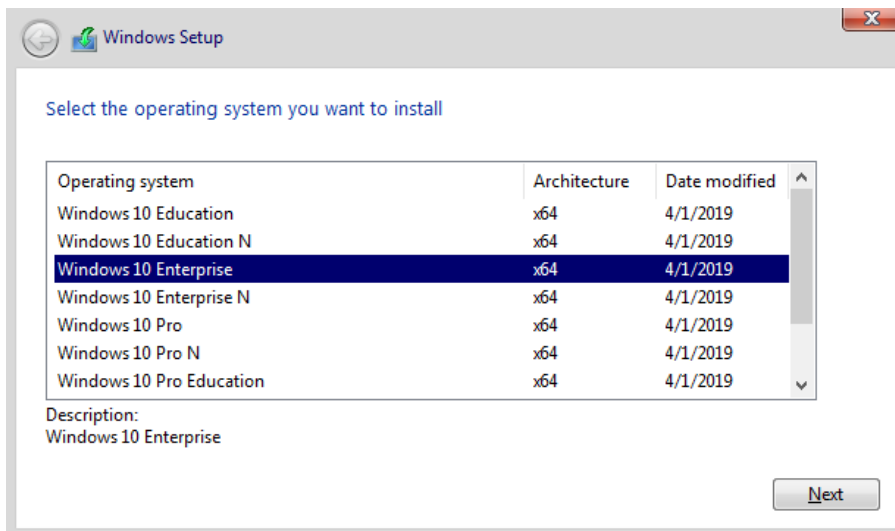 Windows Setup
Select the operating system you want to install
Operating system Architecture Date modified
Windows 10 Education x64 4/1/2019
Windows 10 Education N x64 4/1/2019
Windows 10 Enterprise x64 4/1/2019
Windows 10 Enterprise N x64 4/1/2019
Windows 10 Pro x64 4/1/2019
Windows 10 Pro N x64 4/1/2019
Windows 10 Pro Education x64 4/1/2019
Description:
Windows 10 Enterprise
Next